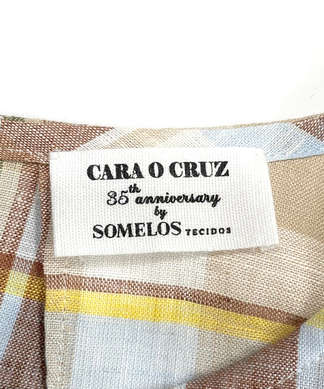 CARA O CRUZ
35th anniversary
by
SOMELOS TECIDOS